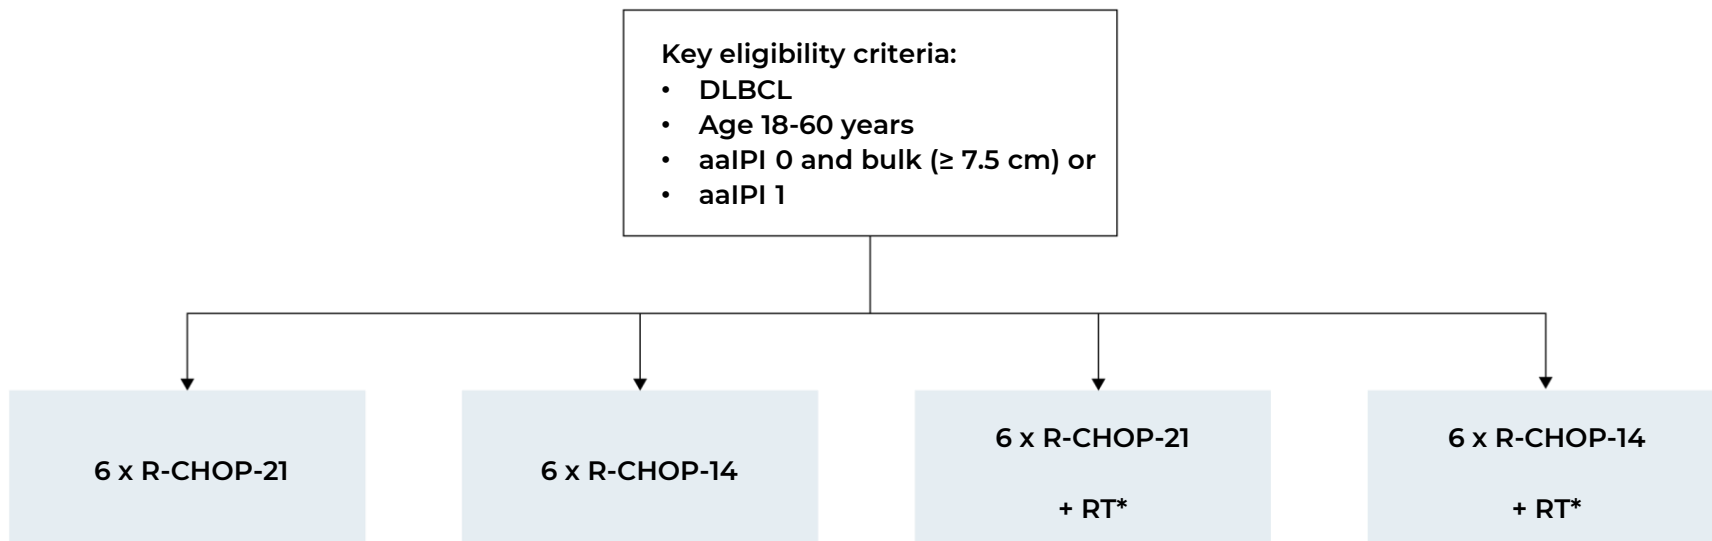 Key eligibility criteria:
• DLBCL
• Age 18-60 years
• aaIPI 0 and bulk (≥ 7.5 cm) or
• aaIPI 1
6 x R-CHOP-21
6 x R-CHOP-14
6 x R-CHOP-21
+ RT*
6 x R-CHOP-14
+ RT*